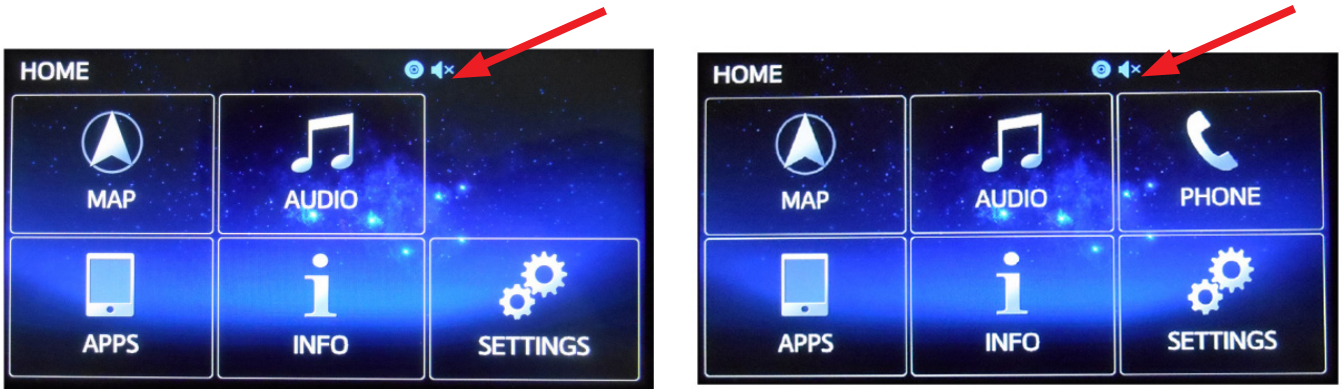 HOME
MAP AUDIO
APPS INFO SETTINGS
HOME
MAP AUDIO PHONE
APPS INFO SETTINGS